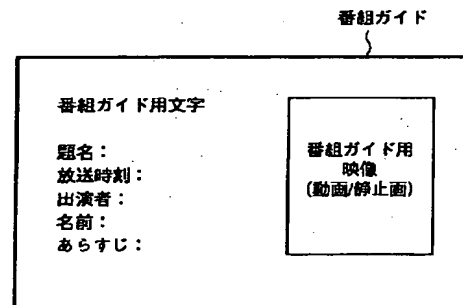 番組ガイド
番組ガイド用文字
題名：
放送時刻：
出演者：
名前：
あらすじ：
番組ガイド用
映像
(動画/静止画)